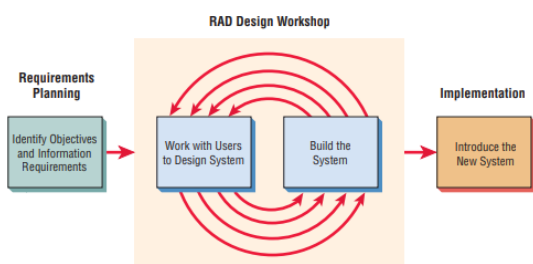 RAD Design Workshop
Requirements
Planning
Identify Objectives
and Information
Requirements
Work with Users
to Design System
Build the
System
Implementation
Introduce the
New System